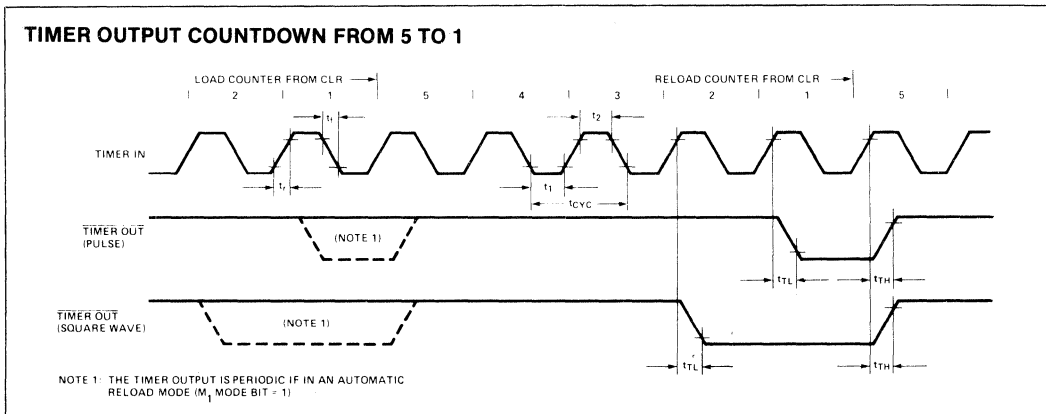 TIMER OUTPUT COUNTDOWN FROM 5 TO 1
LOAD COUNTER FROM CLR
RELOAD COUNTER FROM CLR
2 1 5 4 3 2 1 5
tf
t2
TIMER IN
tr
t1
tCYC
TIMER OUT
(PULSE)
(NOTE 1)
tTL
tTH
TIMER OUT
(SQUARE WAVE)
(NOTE 1)
tTL
tTH
NOTE 1: THE TIMER OUTPUT IS PERIODIC IF IN AN AUTOMATIC
RELOAD MODE (M1 MODE BIT = 1)